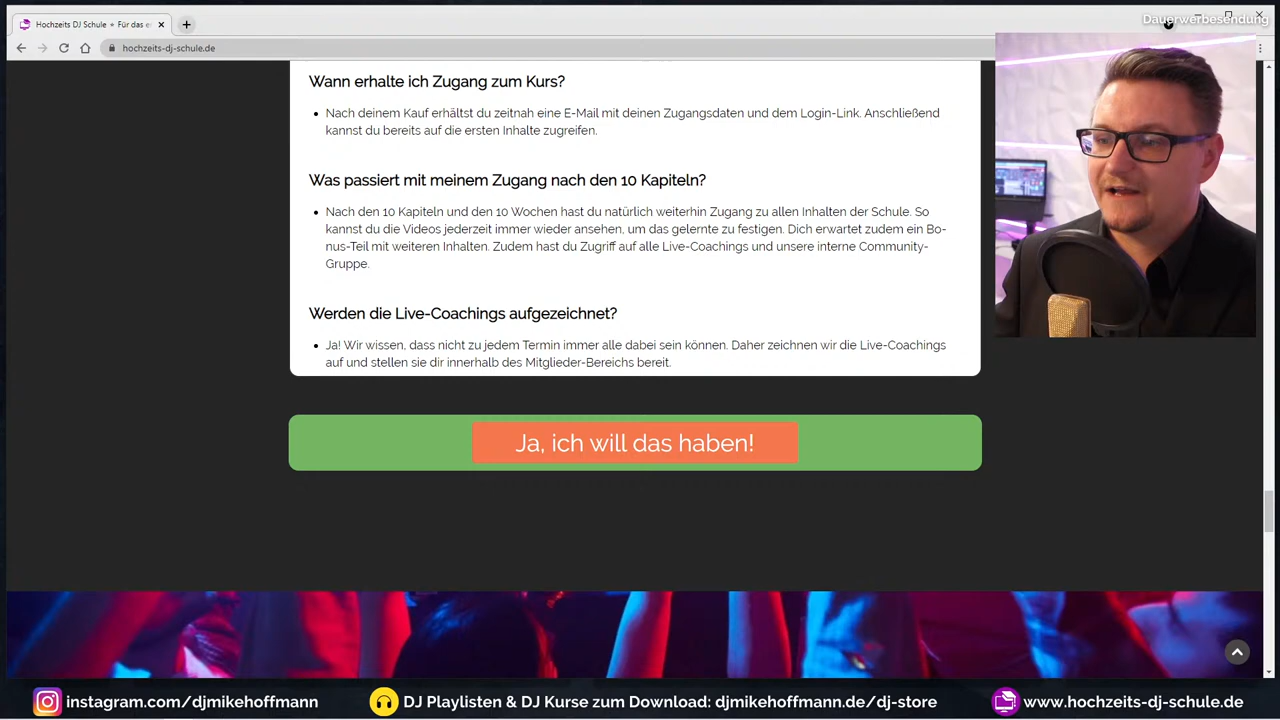 Hochzeits DJ Schule ⭐ Für das e
Dauerwerbesendung
hochzeits-dj-schule.de
Wann erhalte ich Zugang zum Kurs?
• Nach deinem Kauf erhältst du zeitnah eine E-Mail mit deinen Zugangsdaten und dem Login-Link. Anschließend
kannst du bereits auf die ersten Inhalte zugreifen.
Was passiert mit meinem Zugang nach den 10 Kapiteln?
• Nach den 10 Kapiteln und den 10 Wochen hast du natürlich weiterhin Zugang zu allen Inhalten der Schule. So
kannst du die Videos jederzeit immer wieder ansehen, um das gelernte zu festigen. Dich erwartet zudem ein Bo-
nus-Teil mit weiteren Inhalten. Zudem hast du Zugriff auf alle Live-Coachings und unsere interne Community-
Gruppe.
Werden die Live-Coachings aufgezeichnet?
• Ja! Wir wissen, dass nicht zu jedem Termin immer alle dabei sein können. Daher zeichnen wir die Live-Coachings
auf und stellen sie dir innerhalb des Mitglieder-Bereichs bereit.
Ja, ich will das haben!
instagram.com/djmikehoffmann
DJ Playlisten & DJ Kurse zum Download: djmikehoffmann.de/dj-store
www.hochzeits-dj-schule.de